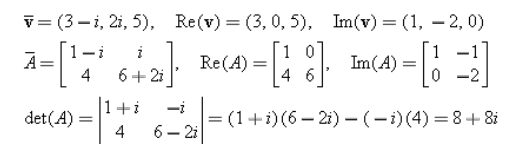 v̅ = (3 − i, 2i, 5), Re(v) = (3, 0, 5), Im(v) = (1, −2, 0)
A̅ = [1 − i i; 4 6 + 2i], Re(A) = [1 0; 4 6], Im(A) = [1 −1; 0 −2]
det(A) = |1 + i −i; 4 6 − 2i| = (1 + i)(6 − 2i) − (−i)(4) = 8 + 8i